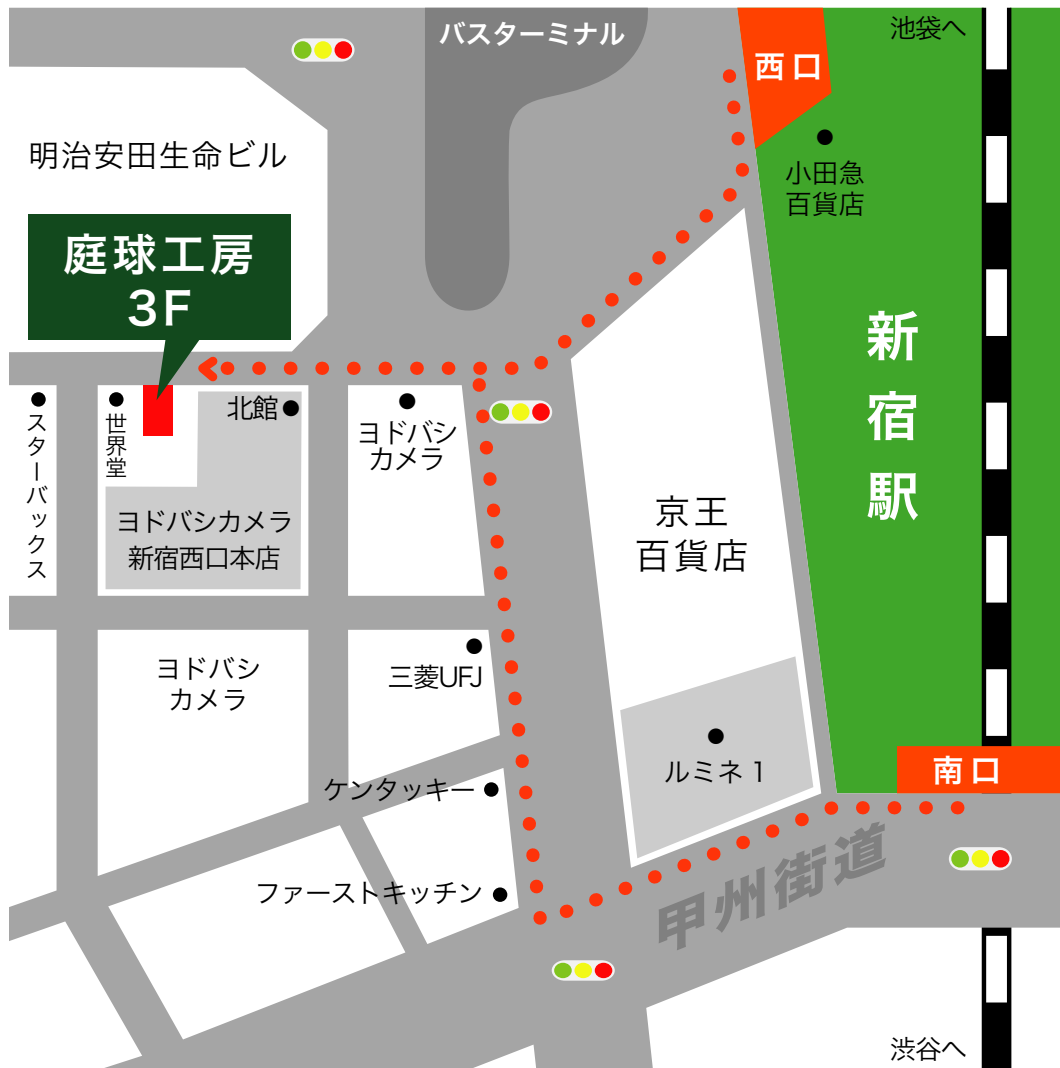 バスターミナル
西口
池袋へ
明治安田生命ビル
小田急
百貨店
庭球工房
3F
新宿駅
スターバックス
世界堂
北館
ヨドバシ
カメラ
ヨドバシカメラ
新宿西口本店
京王
百貨店
ヨドバシ
カメラ
三菱UFJ
ルミネ1
南口
ケンタッキー
ファーストキッチン
甲州街道
渋谷へ